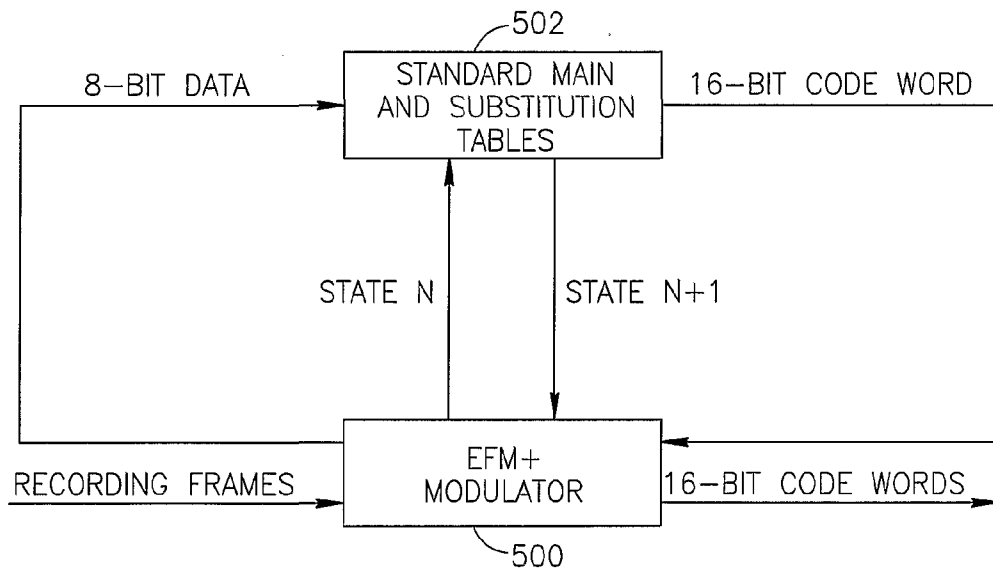 502
8-BIT DATA
STANDARD MAIN
AND SUBSTITUTION
TABLES
16-BIT CODE WORD
STATE N
STATE N+1
RECORDING FRAMES
EFM+
MODULATOR
16-BIT CODE WORDS
500